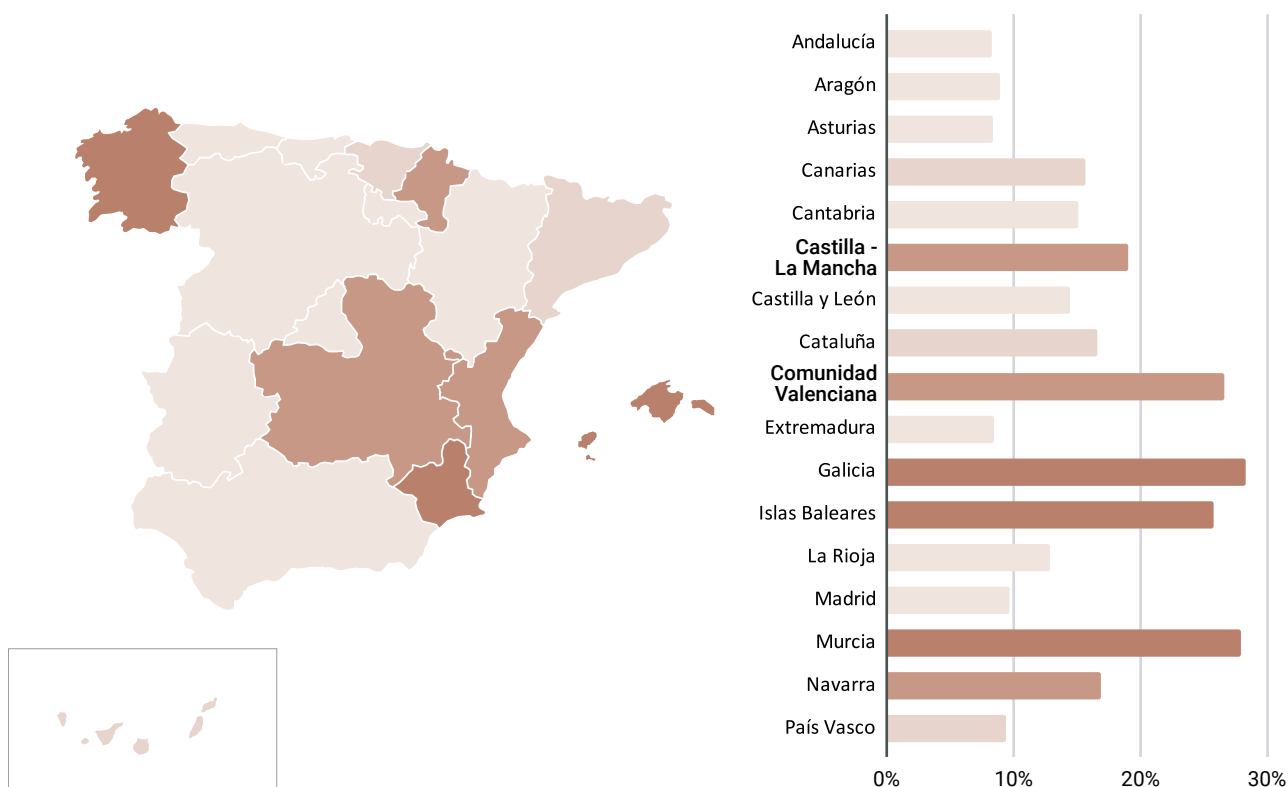 Andalucía
Aragón
Asturias
Canarias
Cantabria
Castilla -
La Mancha
Castilla y León
Cataluña
Comunidad
Valenciana
Extremadura
Galicia
Islas Baleares
La Rioja
Madrid
Murcia
Navarra
País Vasco
0% 10% 20% 30%